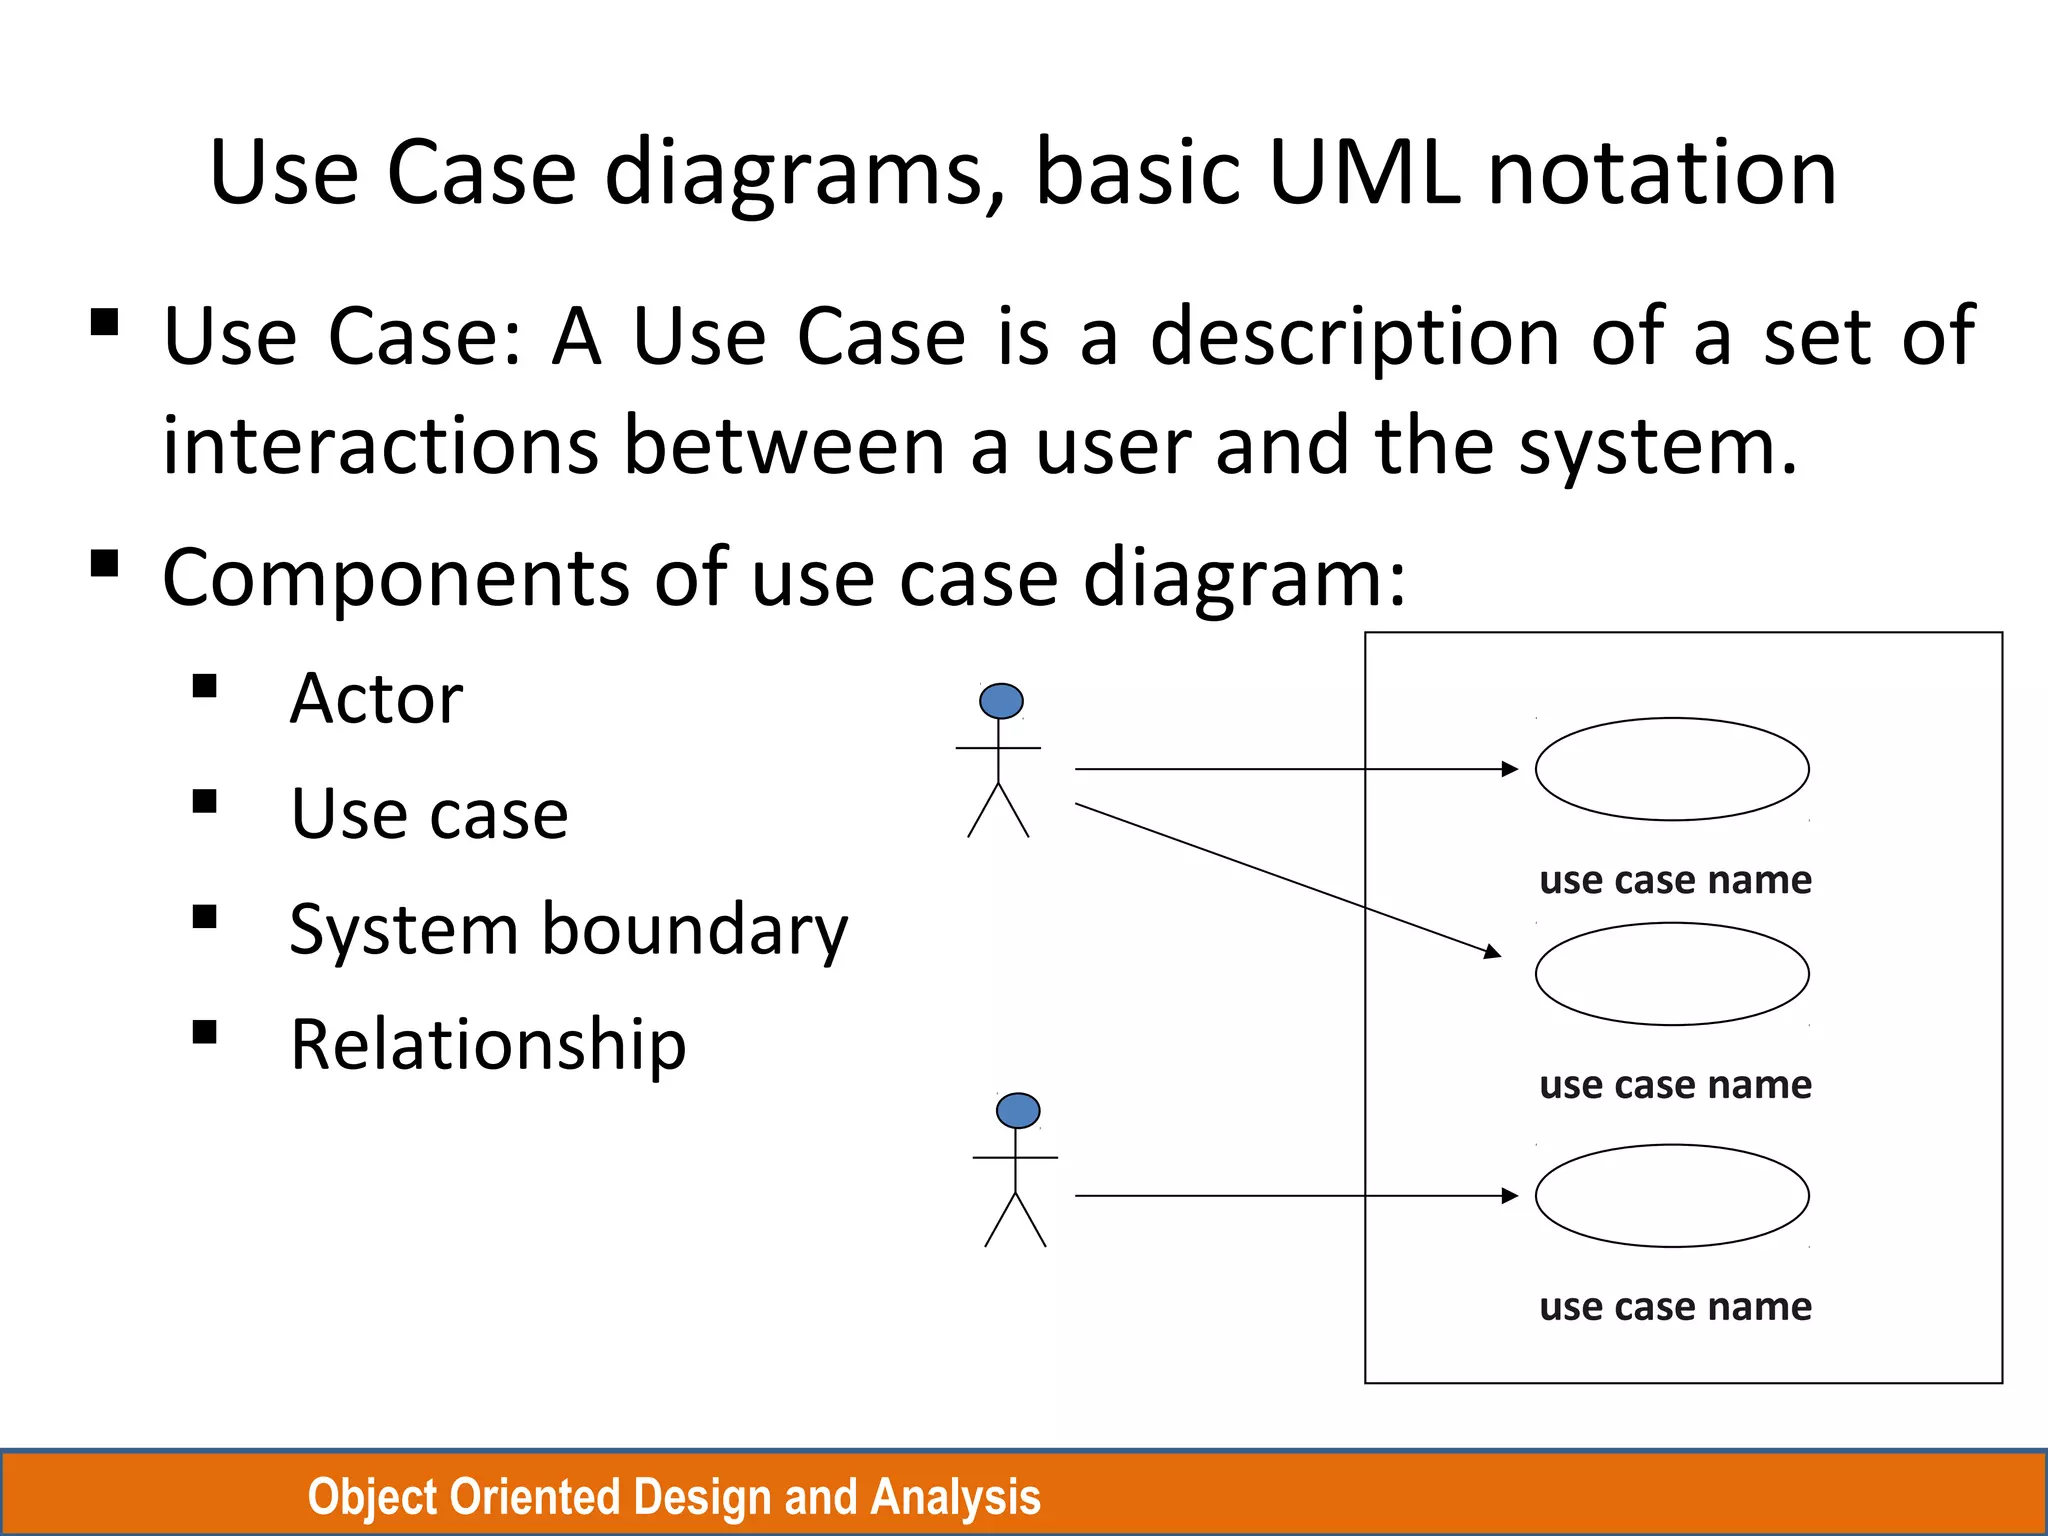 Use Case diagrams, basic UML notation
▪ Use Case: A Use Case is a description of a set of
interactions between a user and the system.
▪ Components of use case diagram:
▪ Actor
▪ Use case
▪ System boundary
▪ Relationship
use case name
use case name
use case name
Object Oriented Design and Analysis